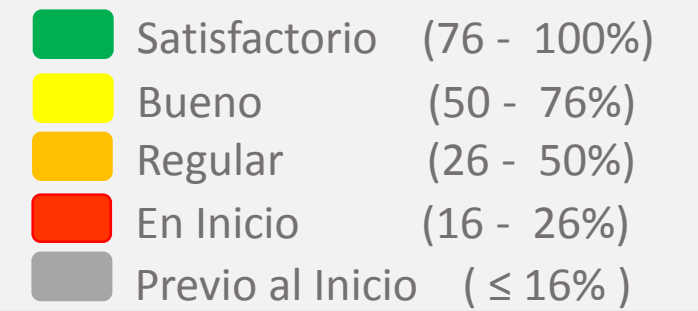 Satisfactorio (76 - 100%)
Bueno (50 - 76%)
Regular (26 - 50%)
En Inicio (16 - 26%)
Previo al Inicio ( ≤ 16% )